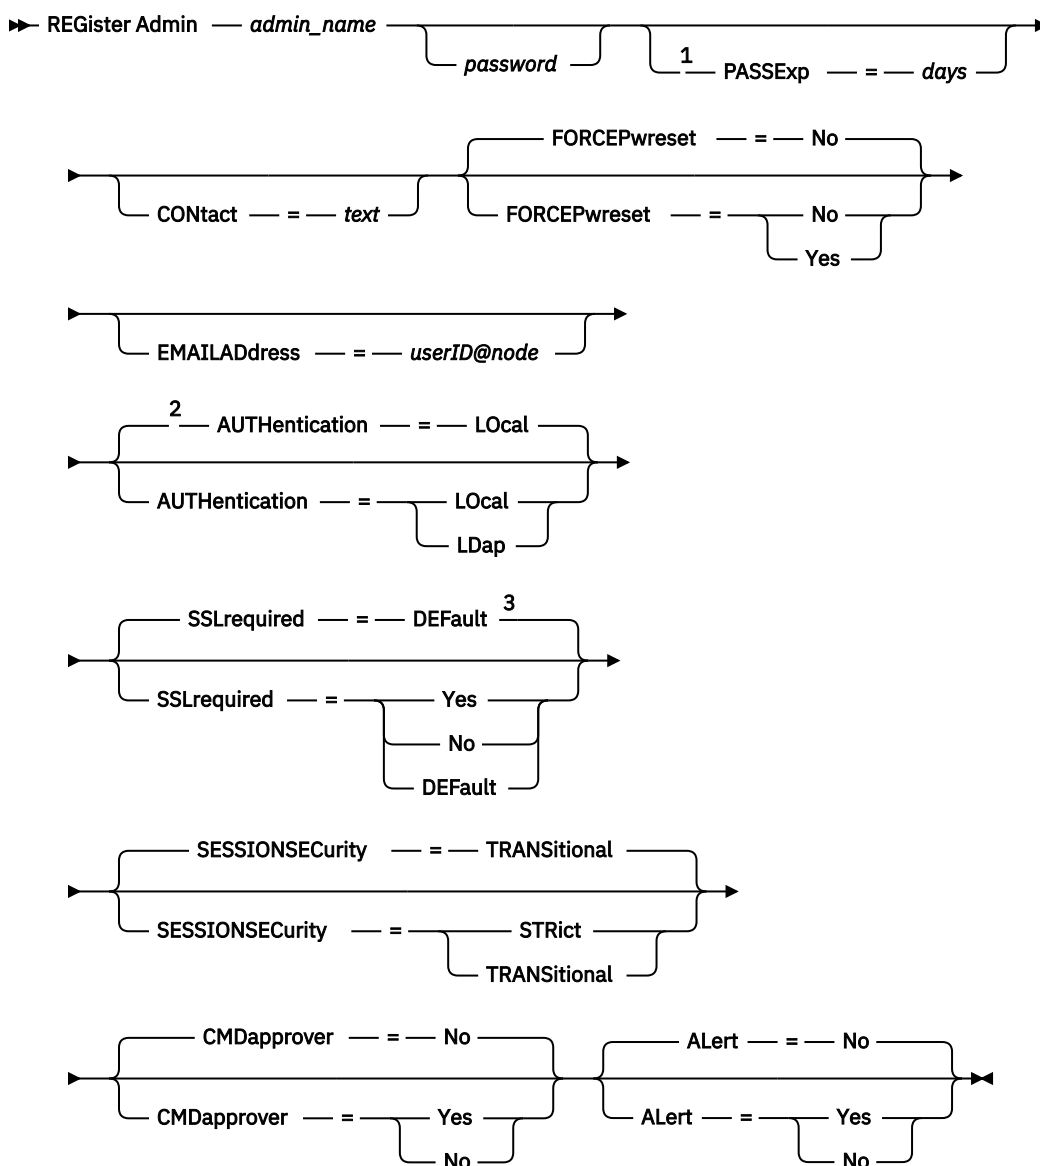 REGister Admin admin_name
password
1
PASSExp = days
FORCEPwreset = No
CONtact = text
FORCEPwreset = No
Yes
EMAILADdress = userID@node
2
AUTHentication = LOcal
AUTHentication = LOcal
LDap
SSLrequired = DEFault 3
SSLrequired = Yes
No
DEFault
SESSIONSECurity = TRANSitional
SESSIONSECurity = STRict
TRANSitional
CMDapprover = No
ALert = No
CMDapprover = Yes
No
ALert = Yes
No